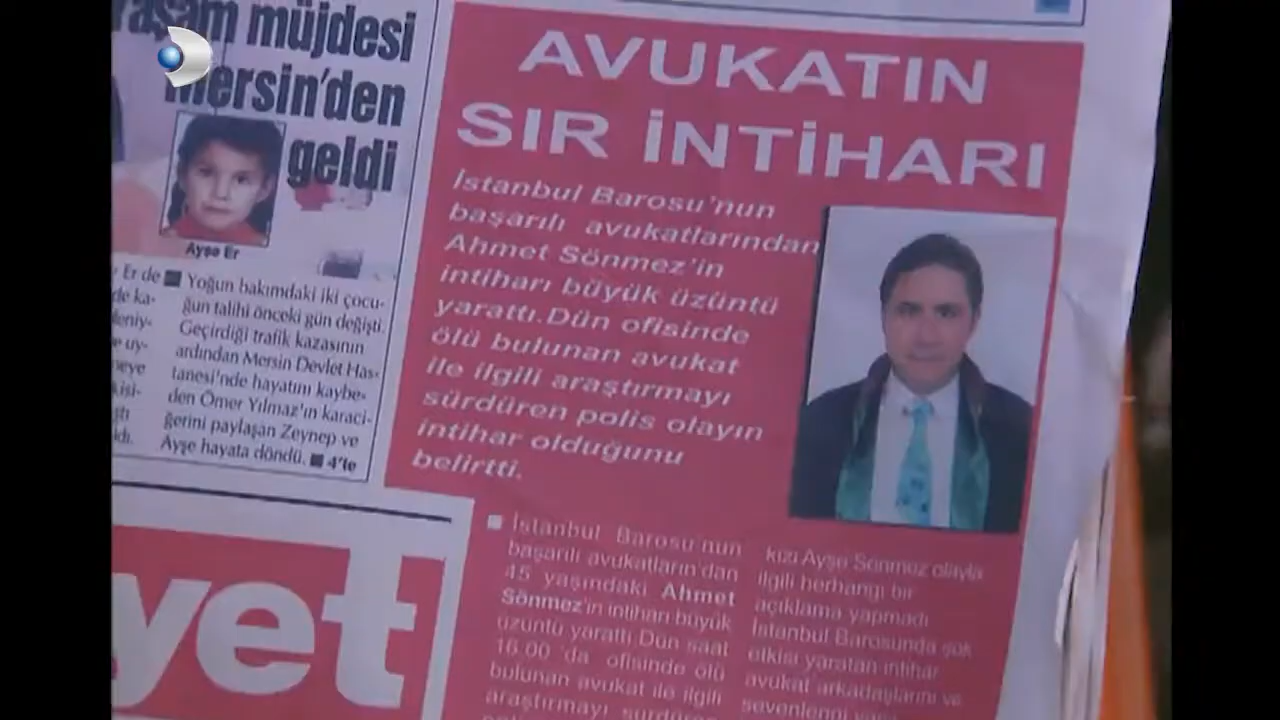 müjdesi
Mersin'den
geldi
Ayşe Er
Er de
Yoğun bakımdaki iki çocu-
ğun talihi önceki gün değişti.
Geçirdiği trafik kazasının
ardından Mersin Devlet Has-
tanesi'nde hayatını kaybe-
den Ömer Yılmaz'ın karaci-
ğerini paylaşan Zeynep ve
Ayşe hayata döndü. ■ 4'te
yet
AVUKATIN
SIR İNTİHARI
İstanbul Barosu'nun
başarılı avukatlarından
Ahmet Sönmez'in
intiharı büyük üzüntü
yarattı.Dün ofisinde
ölü bulunan avukat
ile ilgili araştırmayı
sürdüren polis olayın
intihar olduğunu
belirtti.
İstanbul Barosu'nun
başarılı avukatların'dan
45 yaşındaki Ahmet
Sönmez'in intiharı büyük
üzüntü yarattı.Dün saat
16.00 'da ofisinde ölü
bulunan avukat ile ilgili
araştırmayı sürdüren
kızı Ayşe Sönmez olayla
ilgili herhangi bir
açıklama yapmadı
İstanbul Barosunda şok
etkisi yaratan intihar
avukat arkadaşlarını ve